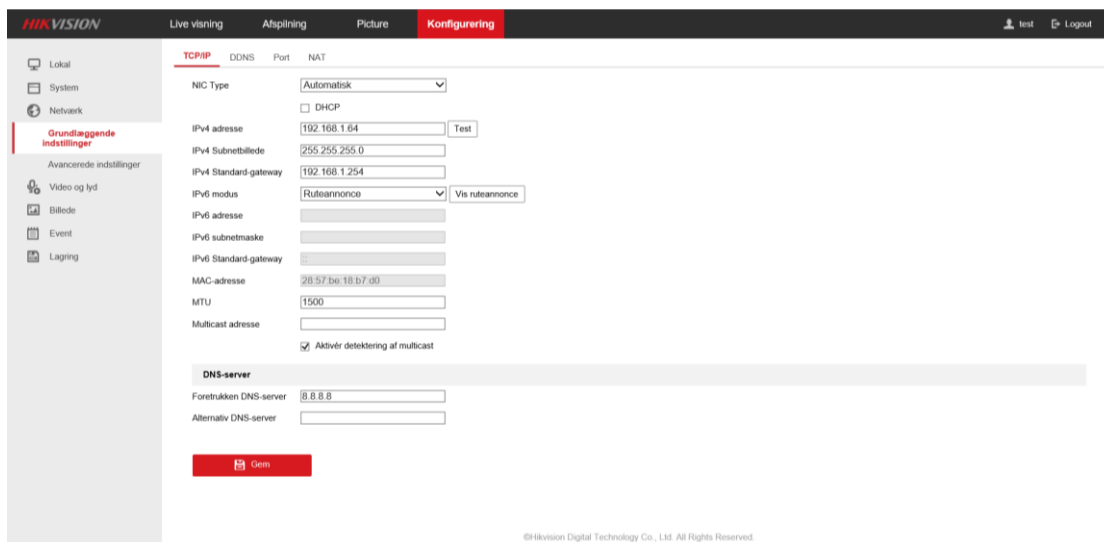 HIKVISION Live visning Afspilning Picture Konfigurering test Logout
Lokal
System
Netværk
Grundlæggende
indstillinger
Avancerede indstillinger
Video og lyd
Billede
Event
Lagring
TCP/IP DDNS Port NAT
NIC Type Automatisk
DHCP
IPv4 adresse 192.168.1.64 Test
IPv4 Subnetbillede 255.255.255.0
IPv4 Standard-gateway 192.168.1.254
IPv6 modus Ruteannonce Vis ruteannonce
IPv6 adresse
IPv6 subnetmaske
IPv6 Standard-gateway ::
MAC-adresse 28:57:be:18:b7:d0
MTU 1500
Multicast adresse
Aktivér detektering af multicast
DNS-server
Foretrukken DNS-server 8.8.8.8
Alternativ DNS-server
Gem
©Hikvision Digital Technology Co., Ltd. All Rights Reserved.